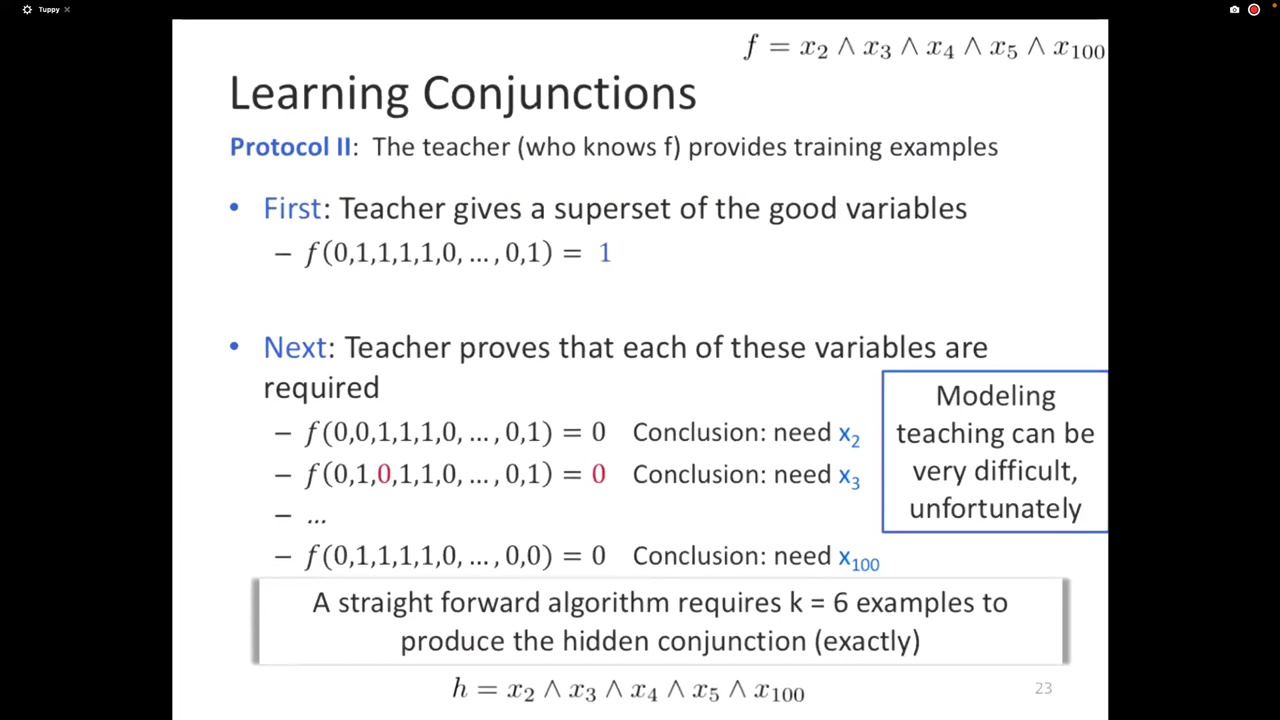 Tuppy
f = x₂ ∧ x₃ ∧ x₄ ∧ x₅ ∧ x₁₀₀
Learning Conjunctions
Protocol II: The teacher (who knows f) provides training examples
• First: Teacher gives a superset of the good variables
– f(0,1,1,1,1,0, … , 0,1) = 1
• Next: Teacher proves that each of these variables are
required
– f(0,0,1,1,1,0, … , 0,1) = 0 Conclusion: need x₂
– f(0,1,0,1,1,0, … , 0,1) = 0 Conclusion: need x₃
– …
– f(0,1,1,1,1,0, … , 0,0) = 0 Conclusion: need x₁₀₀
Modeling
teaching can be
very difficult,
unfortunately
A straight forward algorithm requires k = 6 examples to
produce the hidden conjunction (exactly)
h = x₂ ∧ x₃ ∧ x₄ ∧ x₅ ∧ x₁₀₀
23